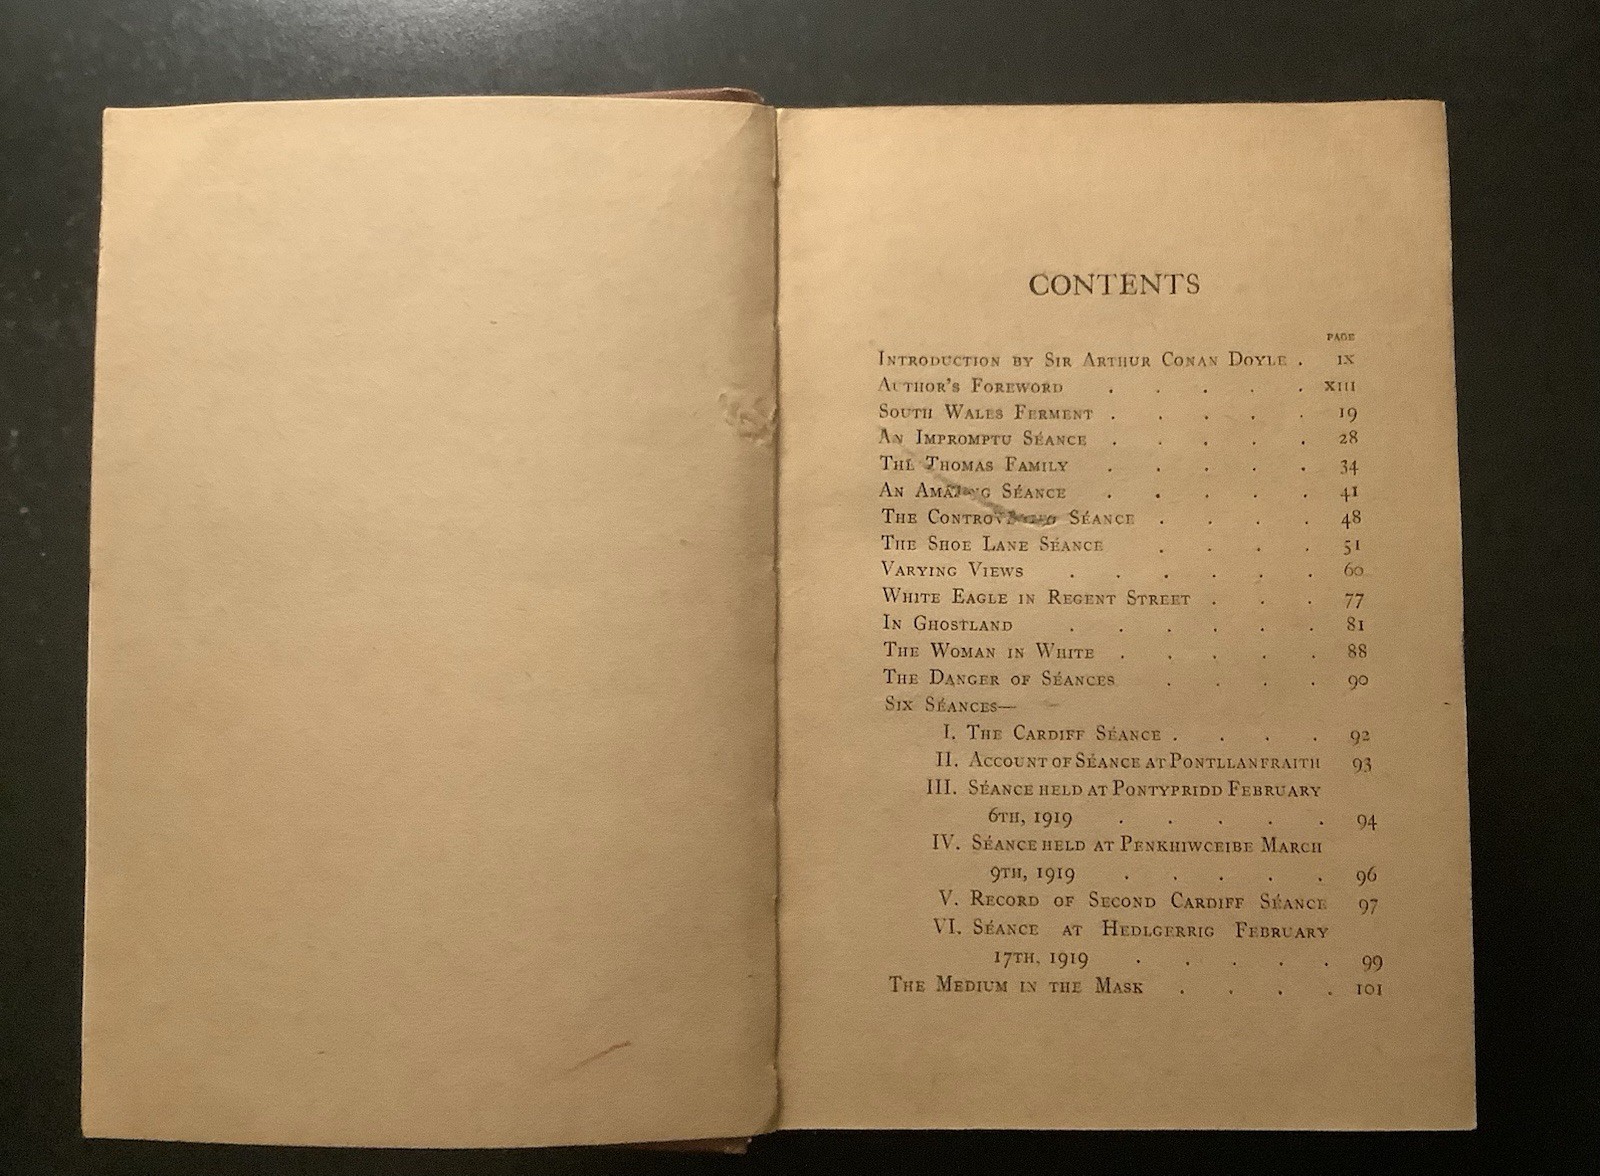 CONTENTS
PAGE
INTRODUCTION BY SIR ARTHUR CONAN DOYLE . IX
AUTHOR'S FOREWORD . . . . . XIII
SOUTH WALES FERMENT . . . . . 19
AN IMPROMPTU SÉANCE . . . . . 28
THE THOMAS FAMILY . . . . . 34
AN AMAZING SÉANCE . . . . . 41
THE SÉANCE . . . . 48
THE SHOE LANE SÉANCE . . . . 51
VARYING VIEWS . . . . . . 60
WHITE EAGLE IN REGENT STREET . . . 77
IN GHOSTLAND . . . . . . 81
THE WOMAN IN WHITE . . . . . 88
THE DANGER OF SÉANCES . . . . 90
SIX SÉANCES—
I. THE CARDIFF SÉANCE . . . . 92
II. ACCOUNT OF SÉANCE AT PONTLLANFRAITH 93
III. SÉANCE HELD AT PONTYPRIDD FEBRUARY
6TH, 1919 . . . . . 94
IV. SÉANCE HELD AT PENKHIWCEIBE MARCH
9TH, 1919 . . . . . 96
V. RECORD OF SECOND CARDIFF SÉANCE 97
VI. SÉANCE AT HEDLGERRIG FEBRUARY
17TH, 1919 . . . . . 99
THE MEDIUM IN THE MASK . . . . 101